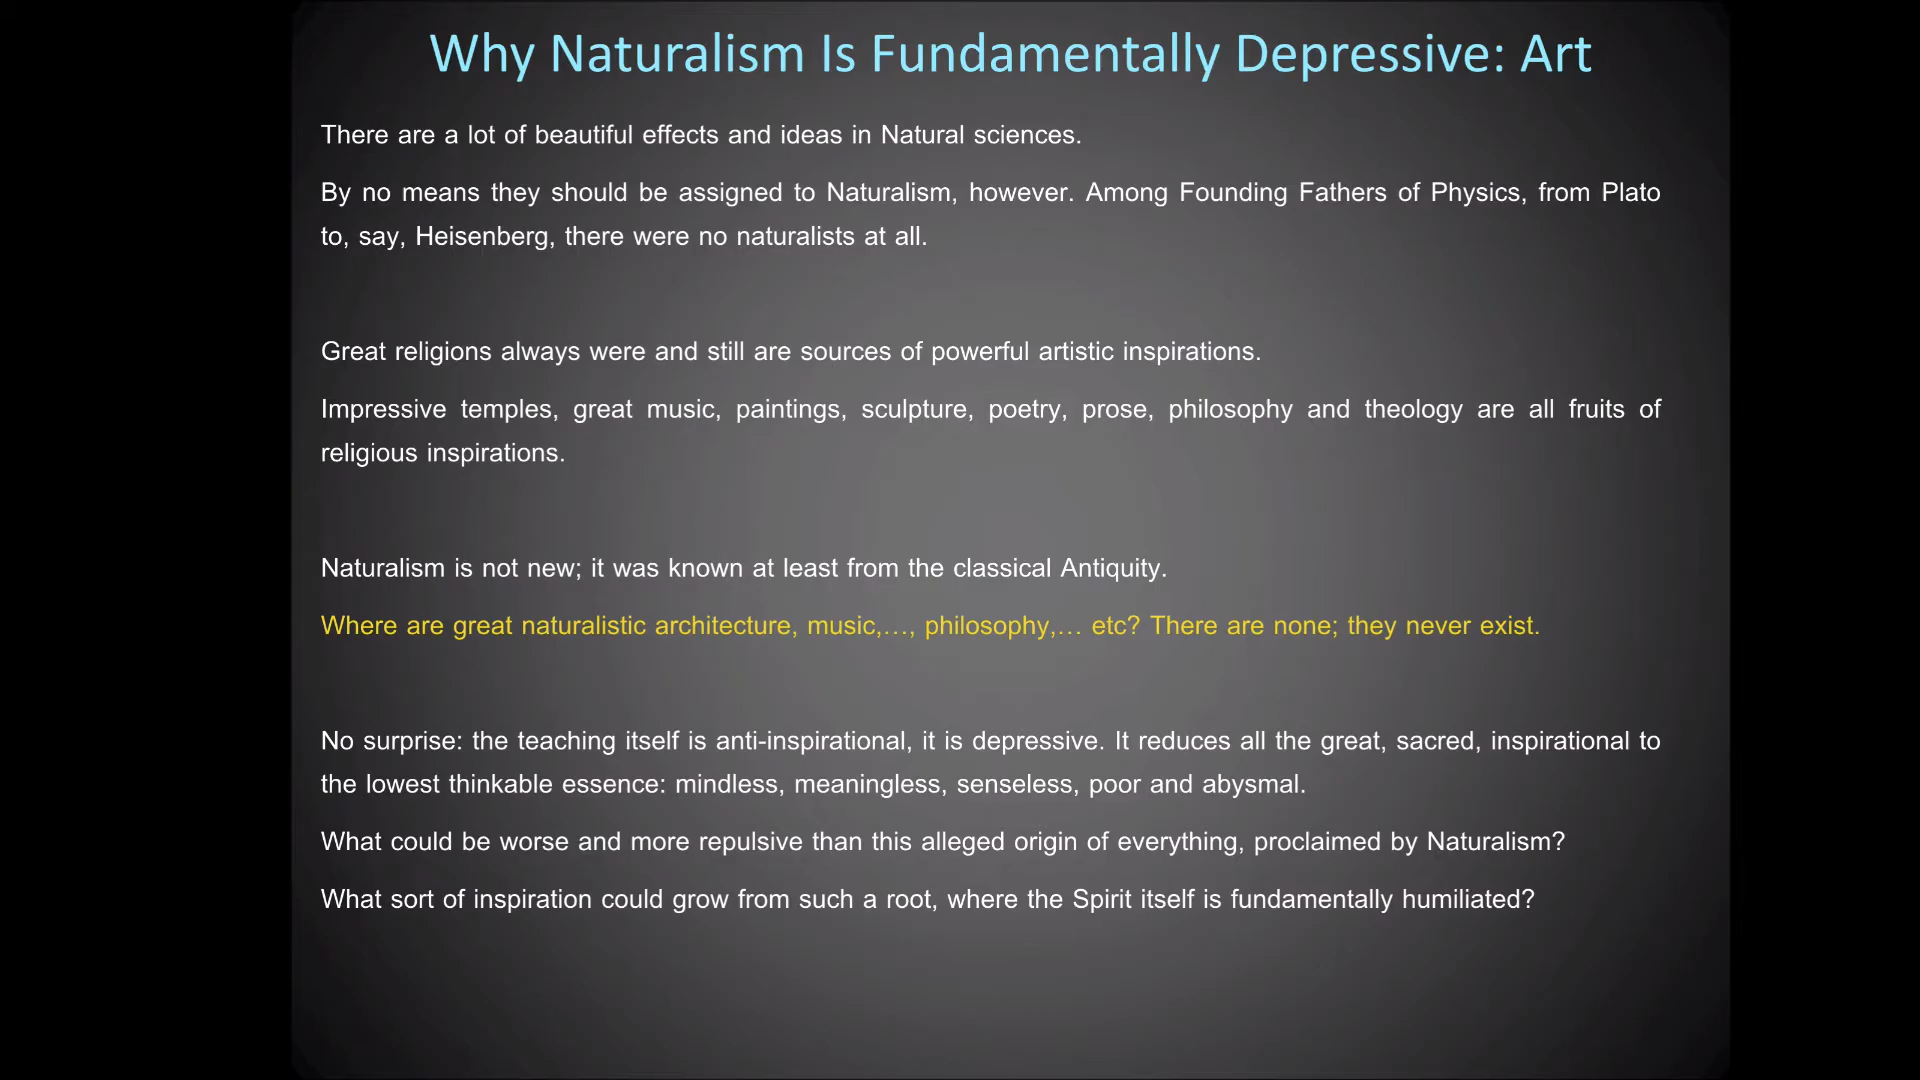 Why Naturalism Is Fundamentally Depressive: Art
There are a lot of beautiful effects and ideas in Natural sciences.
By no means they should be assigned to Naturalism, however. Among Founding Fathers of Physics, from Plato
to, say, Heisenberg, there were no naturalists at all.
Great religions always were and still are sources of powerful artistic inspirations.
Impressive temples, great music, paintings, sculpture, poetry, prose, philosophy and theology are all fruits of
religious inspirations.
Naturalism is not new; it was known at least from the classical Antiquity.
Where are great naturalistic architecture, music,…, philosophy,… etc? There are none; they never exist.
No surprise: the teaching itself is anti-inspirational, it is depressive. It reduces all the great, sacred, inspirational to
the lowest thinkable essence: mindless, meaningless, senseless, poor and abysmal.
What could be worse and more repulsive than this alleged origin of everything, proclaimed by Naturalism?
What sort of inspiration could grow from such a root, where the Spirit itself is fundamentally humiliated?